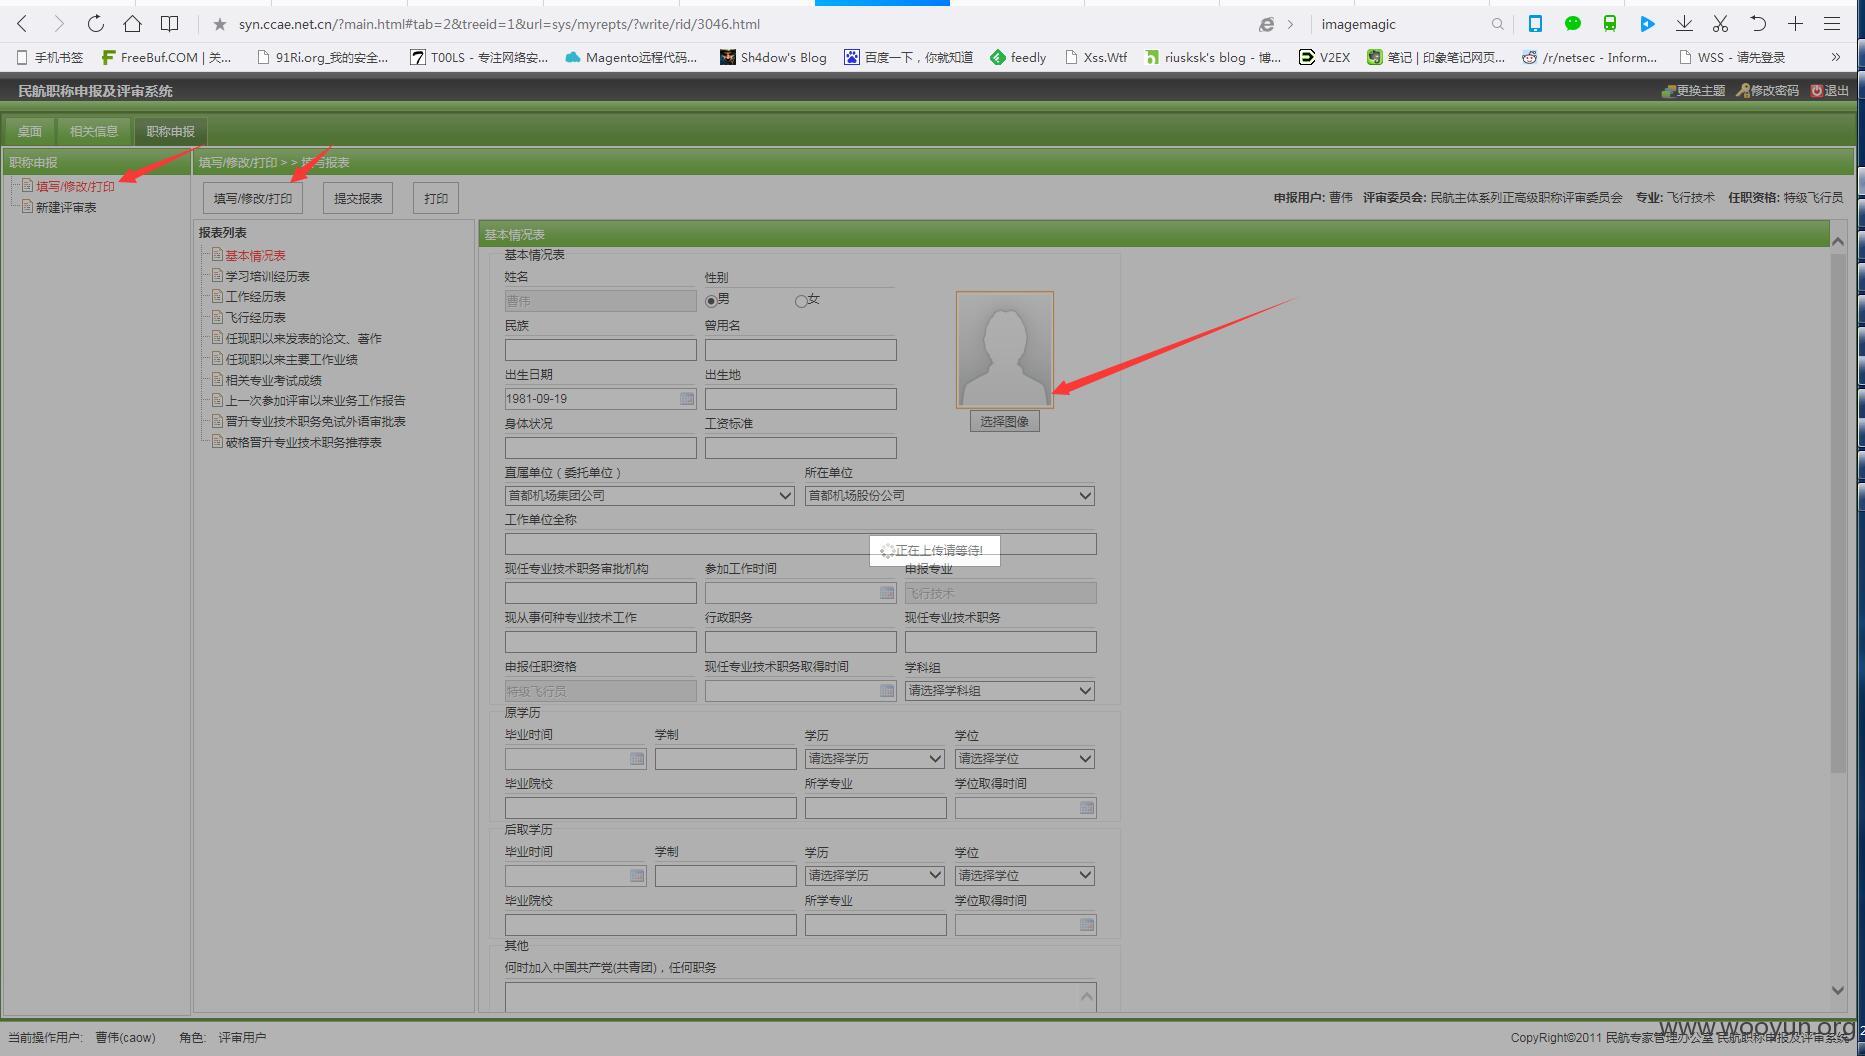 syn.ccae.net.cn/?main.html#tab=2&treeid=1&url=sys/myrepts/?write/rid/3046.html
imagemagic
手机书签
FreeBuf.COM | 关...
91Ri.org_我的安全...
T00LS - 专注网络安...
Magento远程代码...
Sh4dow's Blog
百度一下，你就知道
feedly
Xss.Wtf
riusksk's blog - 博...
V2EX
笔记 | 印象笔记网页...
/r/netsec - Inform...
WSS - 请先登录
民航职称申报及评审系统
更换主题 修改密码 退出
桌面 相关信息 职称申报
职称申报
填写/修改/打印
新建评审表
填写/修改/打印 > > 填写报表
填写/修改/打印 提交报表 打印
申报用户: 曹伟 评审委员会: 民航主体系列正高级职称评审委员会 专业: 飞行技术 任职资格: 特级飞行员
报表列表
基本情况表
学习培训经历表
工作经历表
飞行经历表
任现职以来发表的论文、著作
任现职以来主要工作业绩
相关专业考试成绩
上一次参加评审以来业务工作报告
晋升专业技术职务免试外语审批表
破格晋升专业技术职务推荐表
基本情况表
基本情况表
姓名 性别
曹伟 男 女
民族 曾用名
出生日期 出生地
1981-09-19
选择图像
身体状况 工资标准
直属单位（委托单位） 所在单位
首都机场集团公司 首都机场股份公司
工作单位全称
正在上传请等待!
现任专业技术职务审批机构 参加工作时间 申报专业
飞行技术
现从事何种专业技术工作 行政职务 现任专业技术职务
申报任职资格 现任专业技术职务取得时间 学科组
特级飞行员 请选择学科组
原学历
毕业时间 学制 学历 学位
请选择学历 请选择学位
毕业院校 所学专业 学位取得时间
后取学历
毕业时间 学制 学历 学位
请选择学历 请选择学位
毕业院校 所学专业 学位取得时间
其他
何时加入中国共产党(共青团)，任何职务
当前操作用户: 曹伟(caow) 角色: 评审用户
CopyRight©2011 民航专家管理办公室 民航职称申报及评审系统
www.wooyun.org